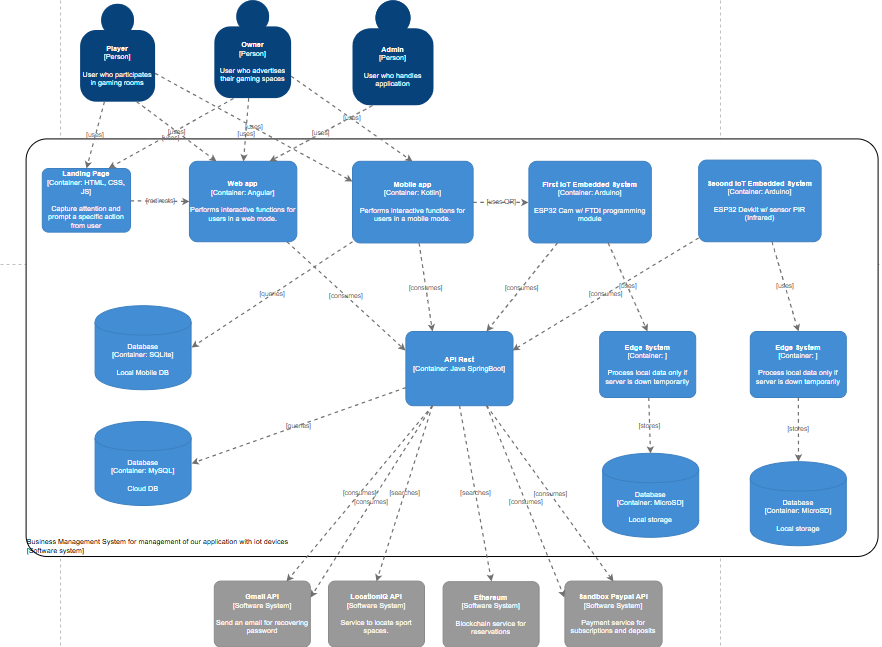 Player
[Person]
User who participates
in gaming rooms
Owner
[Person]
User who advertises
their gaming spaces
Admin
[Person]
User who handles
application
[uses]
[uses]
[uses]
[uses]
[uses]
[uses]
[uses]
Landing Page
[Container: HTML, CSS,
JS]
Capture attention and
prompt a specific action
from user
[redirects]
Web app
[Container: Angular]
Performs interactive functions for
users in a web mode.
Mobile app
[Container: Kotlin]
Performs interactive functions for
users in a mobile mode.
[uses QR]
First IoT Embedded System
[Container: Arduino]
ESP32 Cam w/ FTDI programming
module
Second IoT Embedded System
[Container: Arduino]
ESP32 Devkit w/ sensor PIR
(infrared)
[queries]
[consumes]
[consumes]
[consumes]
[consumes]
[uses]
[uses]
Database
[Container: SQLite]
Local Mobile DB
API Rest
[Container: Java SpringBoot]
Edge System
[Container: ]
Process local data only if
server is down temporarily
Edge System
[Container: ]
Process local data only if
server is down temporarily
[queries]
[stores]
[stores]
Database
[Container: MySQL]
Cloud DB
Database
[Container: MicroSD]
Local storage
Database
[Container: MicroSD]
Local storage
[consumes]
[consumes]
[searches]
[searches]
[consumes]
[consumes]
Business Management System for management of our application with iot devices
[Software system]
Gmail API
[Software System]
Send an email for recovering
password
LocationIQ API
[Software System]
Service to locate sport
spaces.
Ethereum
[Software System]
Blockchain service for
reservations
Sandbox Paypal API
[Software System]
Payment service for
subscriptions and deposits